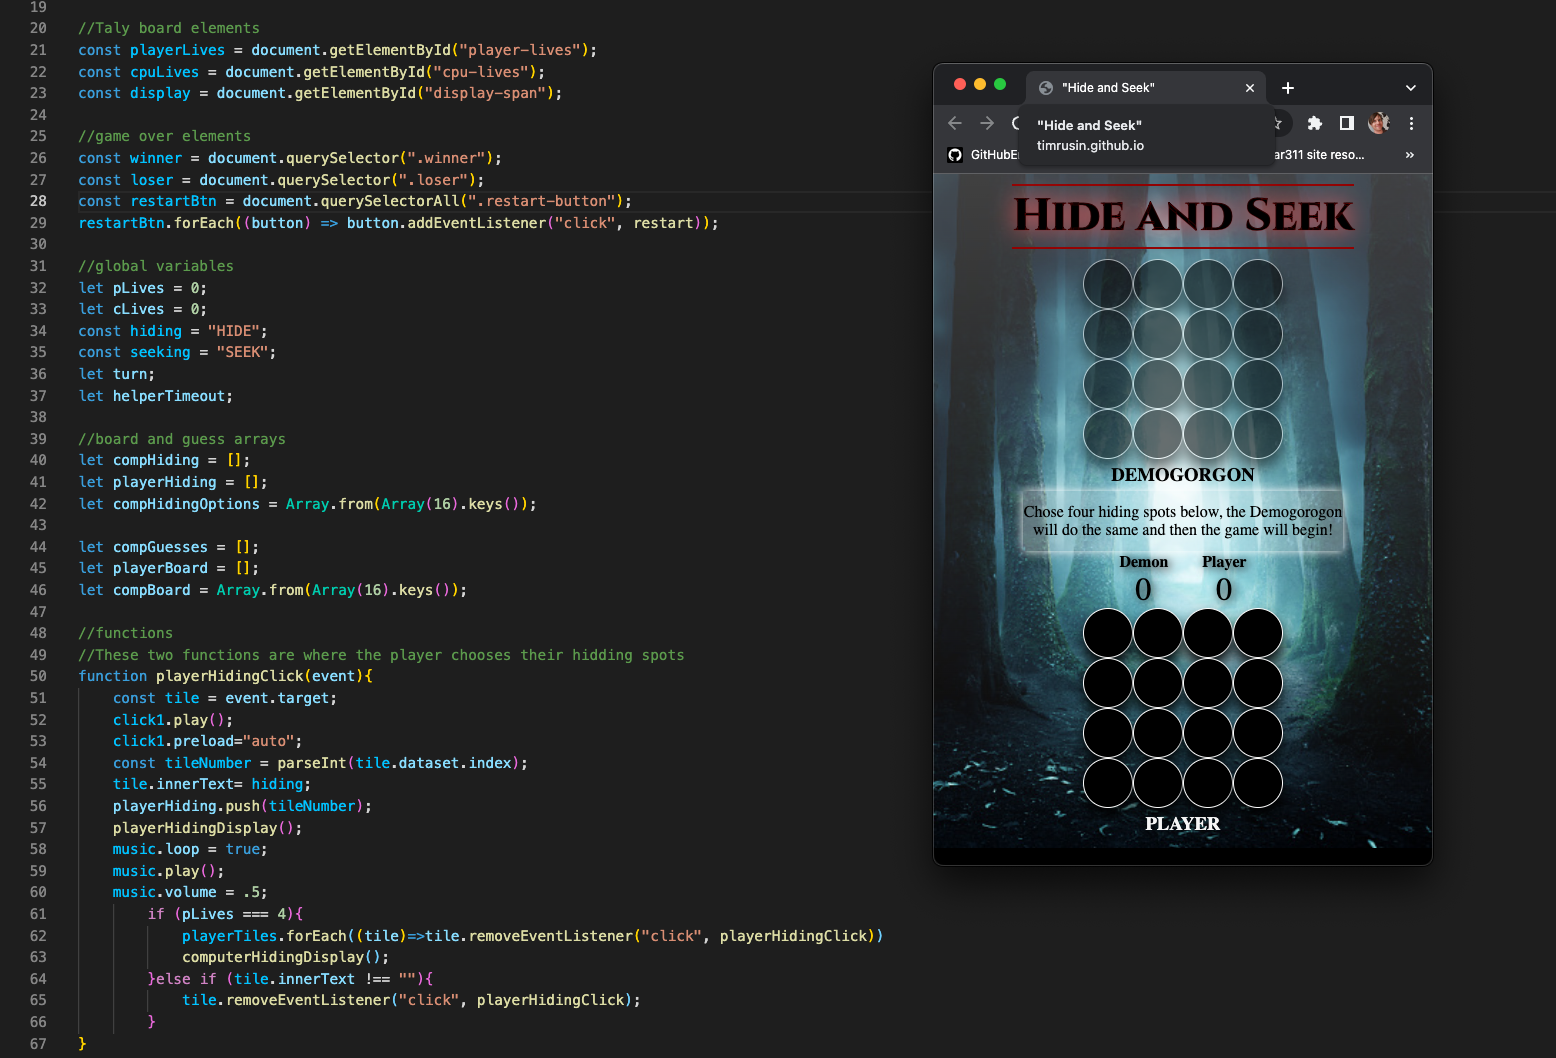 19
20 //Taly board elements
21 const playerLives = document.getElementById("player-lives");
22 const cpuLives = document.getElementById("cpu-lives");
23 const display = document.getElementById("display-span");
24
25 //game over elements
26 const winner = document.querySelector(".winner");
27 const loser = document.querySelector(".loser");
28 const restartBtn = document.querySelectorAll(".restart-button");
29 restartBtn.forEach((button) => button.addEventListener("click", restart));
30
31 //global variables
32 let pLives = 0;
33 let cLives = 0;
34 const hiding = "HIDE";
35 const seeking = "SEEK";
36 let turn;
37 let helperTimeout;
38
39 //board and guess arrays
40 let compHiding = [];
41 let playerHiding = [];
42 let compHidingOptions = Array.from(Array(16).keys());
43
44 let compGuesses = [];
45 let playerBoard = [];
46 let compBoard = Array.from(Array(16).keys());
47
48 //functions
49 //These two functions are where the player chooses their hidding spots
50 function playerHidingClick(event){
51 const tile = event.target;
52 click1.play();
53 click1.preload="auto";
54 const tileNumber = parseInt(tile.dataset.index);
55 tile.innerText= hiding;
56 playerHiding.push(tileNumber);
57 playerHidingDisplay();
58 music.loop = true;
59 music.play();
60 music.volume = .5;
61 if (pLives === 4){
62 playerTiles.forEach((tile)=>tile.removeEventListener("click", playerHidingClick))
63 computerHidingDisplay();
64 }else if (tile.innerText !== ""){
65 tile.removeEventListener("click", playerHidingClick);
66 }
67 }
"Hide and Seek"
"Hide and Seek"
timrusin.github.io
GitHubEn
ar311 site reso...
HIDE AND SEEK
DEMOGORGON
Chose four hiding spots below, the Demogorogon
will do the same and then the game will begin!
Demon Player
0 0
PLAYER